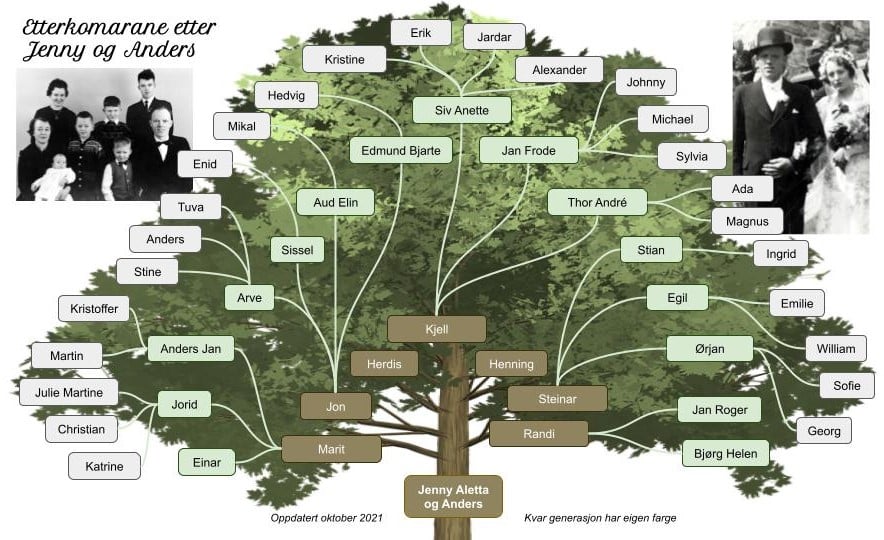 Etterkomarane etter
Jenny og Anders
Erik
Jardar
Kristine
Alexander
Johnny
Hedvig
Siv Anette
Michael
Mikal
Edmund Bjarte
Jan Frode
Sylvia
Enid
Ada
Tuva
Aud Elin
Thor André
Magnus
Anders
Sissel
Stian
Ingrid
Stine
Arve
Egil
Emilie
Kristoffer
Kjell
Martin
Anders Jan
Herdis
Henning
Ørjan
William
Julie Martine
Jorid
Jon
Steinar
Sofie
Jan Roger
Christian
Randi
Georg
Marit
Bjørg Helen
Katrine
Einar
Jenny Aletta
og Anders
Oppdatert oktober 2021
Kvar generasjon har eigen farge